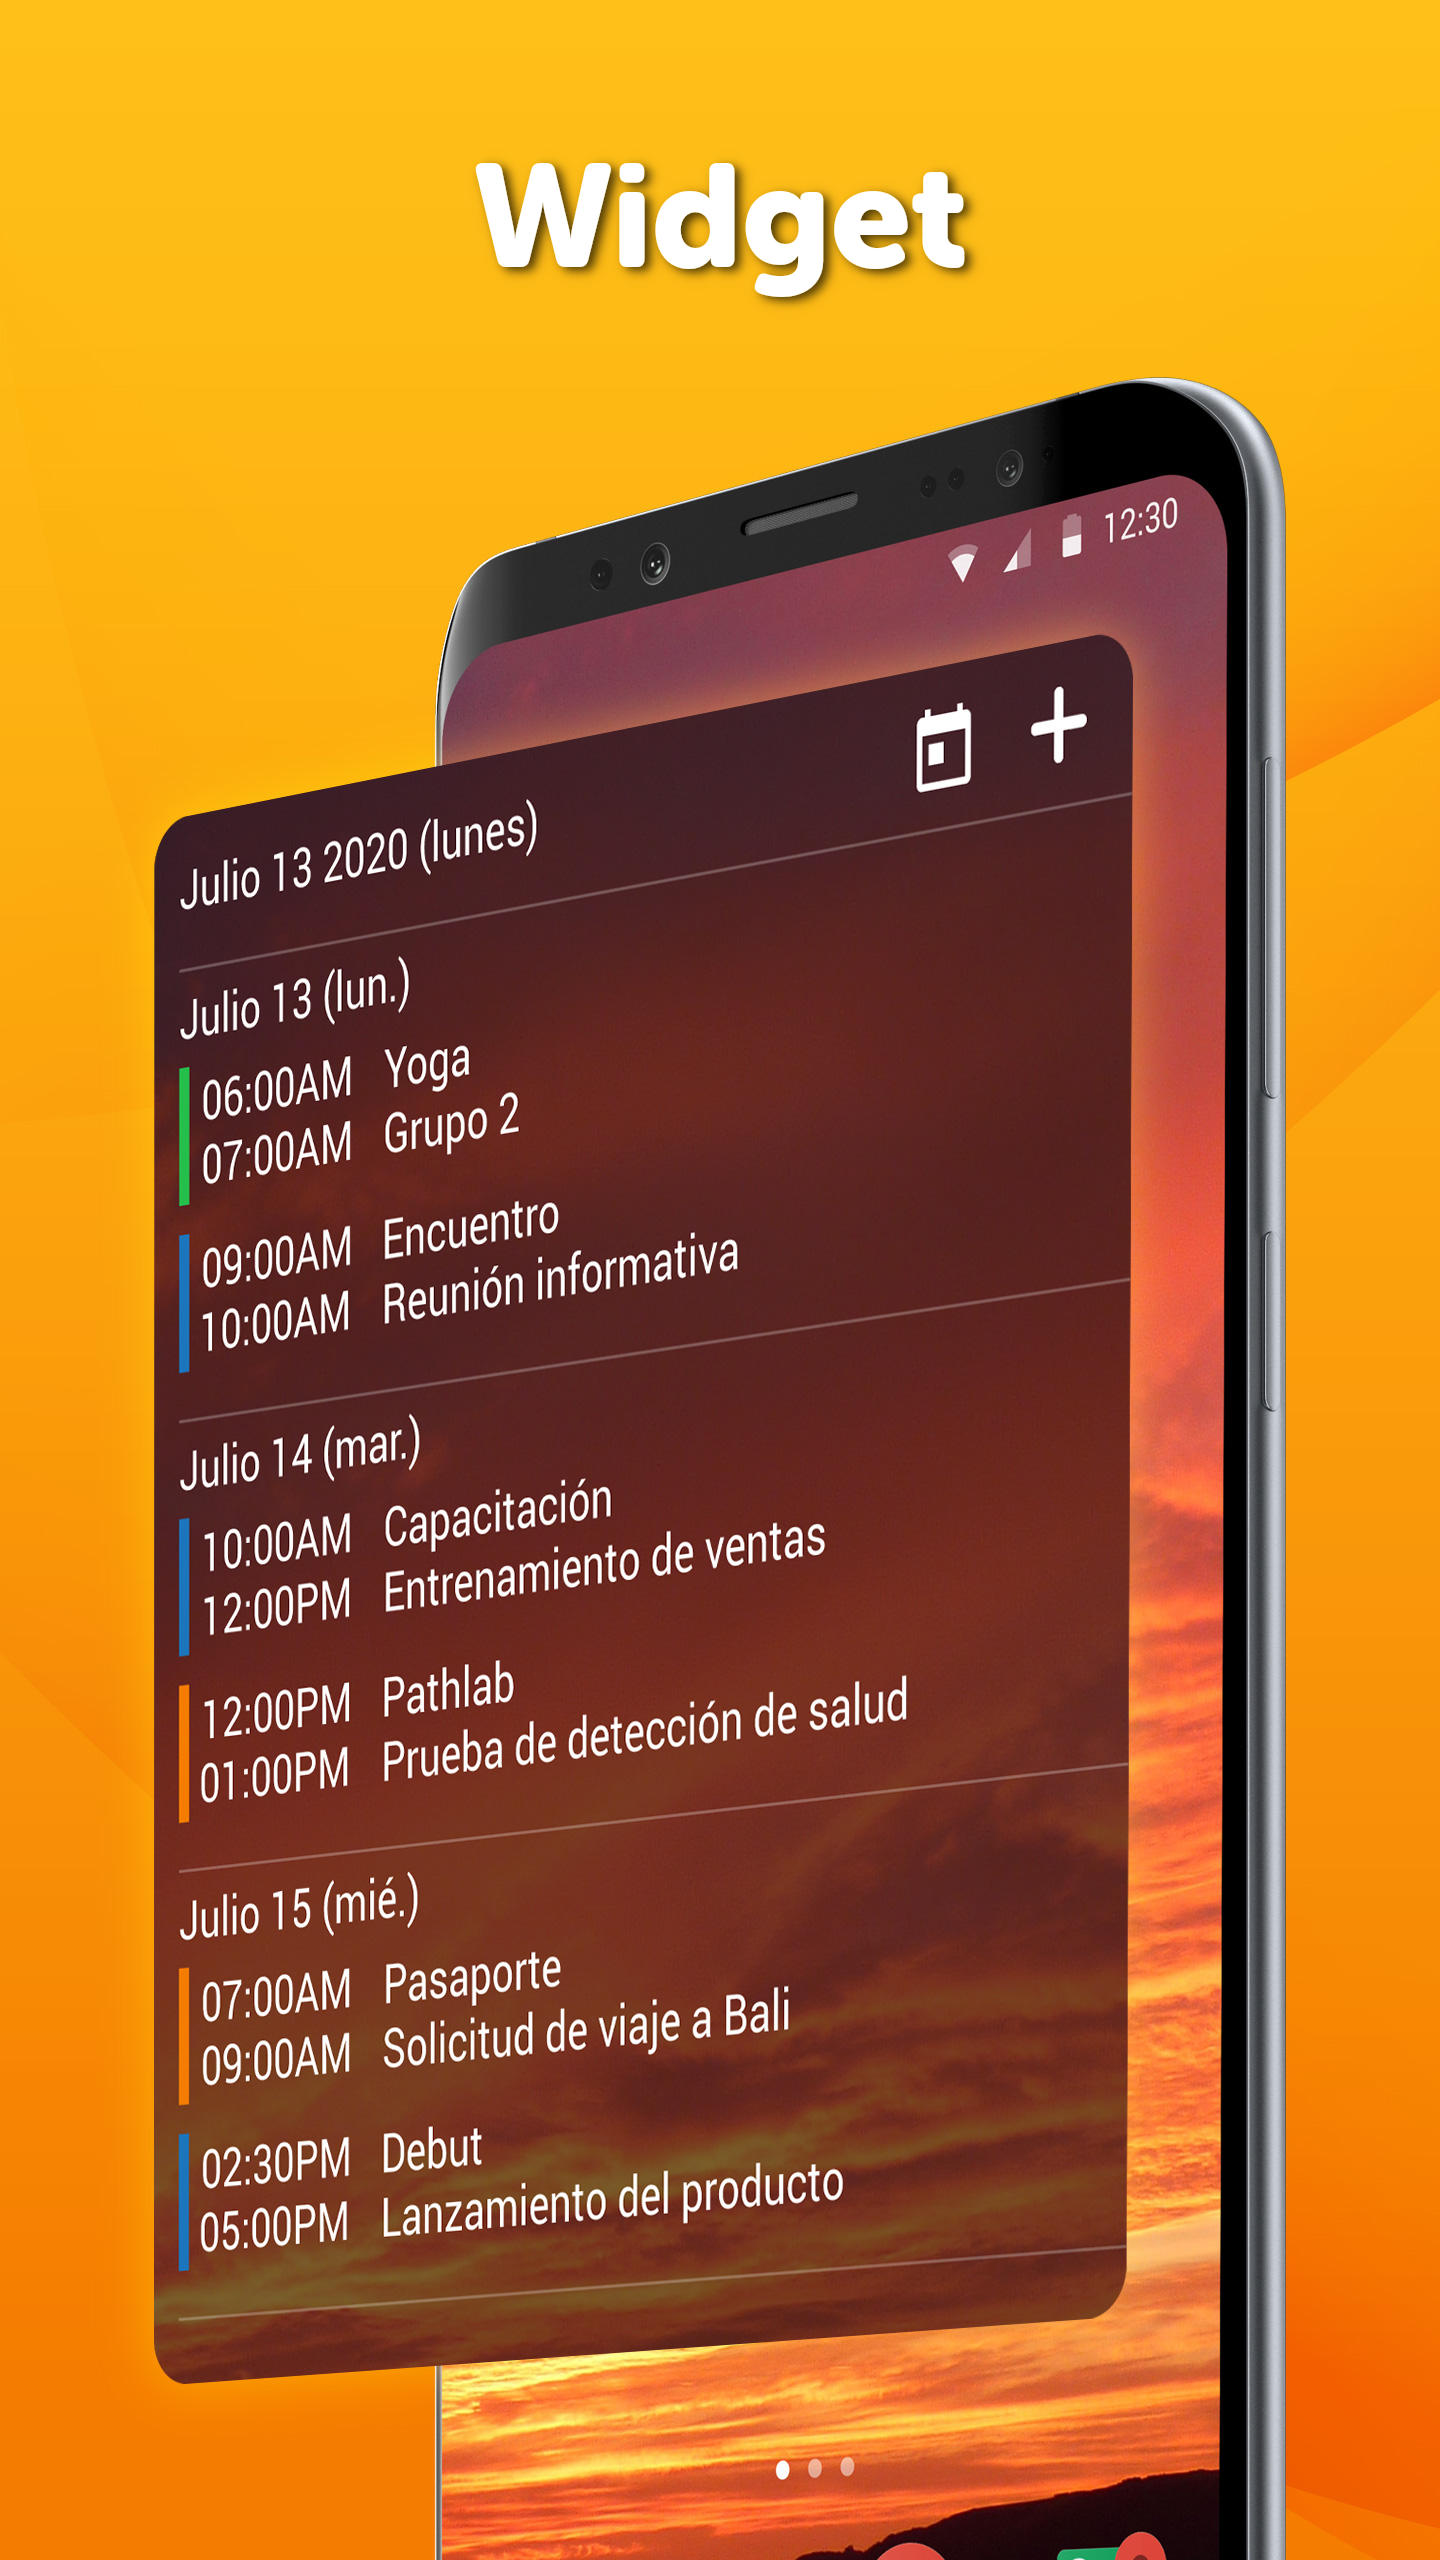 Widget
12:30
Julio 13 2020 (lunes)
Julio 13 (lun.)
06:00AM Yoga
07:00AM Grupo 2
09:00AM Encuentro
10:00AM Reunión informativa
Julio 14 (mar.)
10:00AM Capacitación
12:00PM Entrenamiento de ventas
12:00PM Pathlab
01:00PM Prueba de detección de salud
Julio 15 (mié.)
07:00AM Pasaporte
09:00AM Solicitud de viaje a Bali
02:30PM Debut
05:00PM Lanzamiento del producto